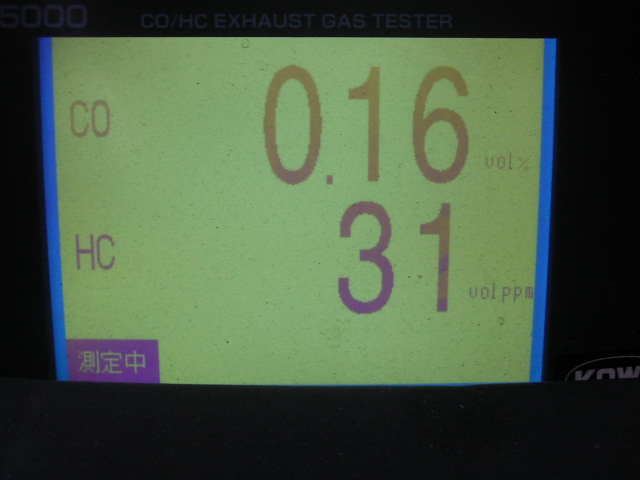 5000 CO/HC EXHAUST GAS TESTER
CO 0.16 vol%
HC 31 vol ppm
測定中